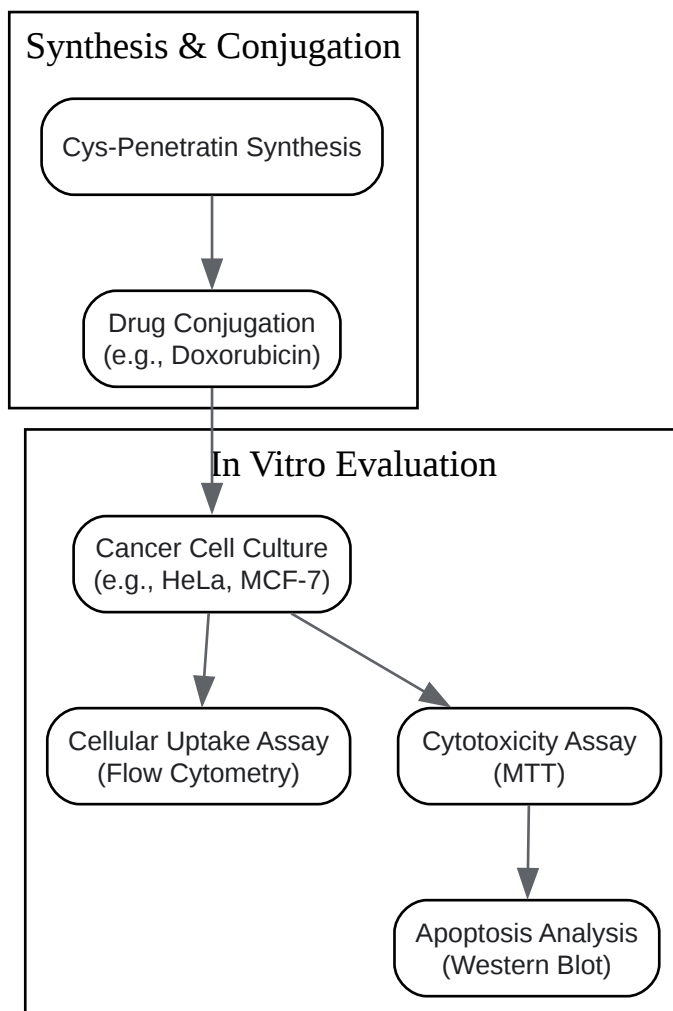 Synthesis & Conjugation
Cys-Penetratin Synthesis
Drug Conjugation
(e.g., Doxorubicin)
In Vitro Evaluation
Cancer Cell Culture
(e.g., HeLa, MCF-7)
Cellular Uptake Assay
(Flow Cytometry)
Cytotoxicity Assay
(MTT)
Apoptosis Analysis
(Western Blot)